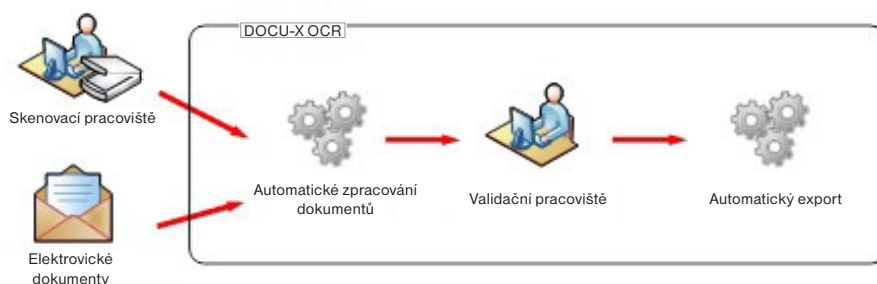 DOCU-X OCR
Skenovací pracoviště
Automatické zpracování
dokumentů
Validační pracoviště
Automatický export
Elektrovické
dokumenty